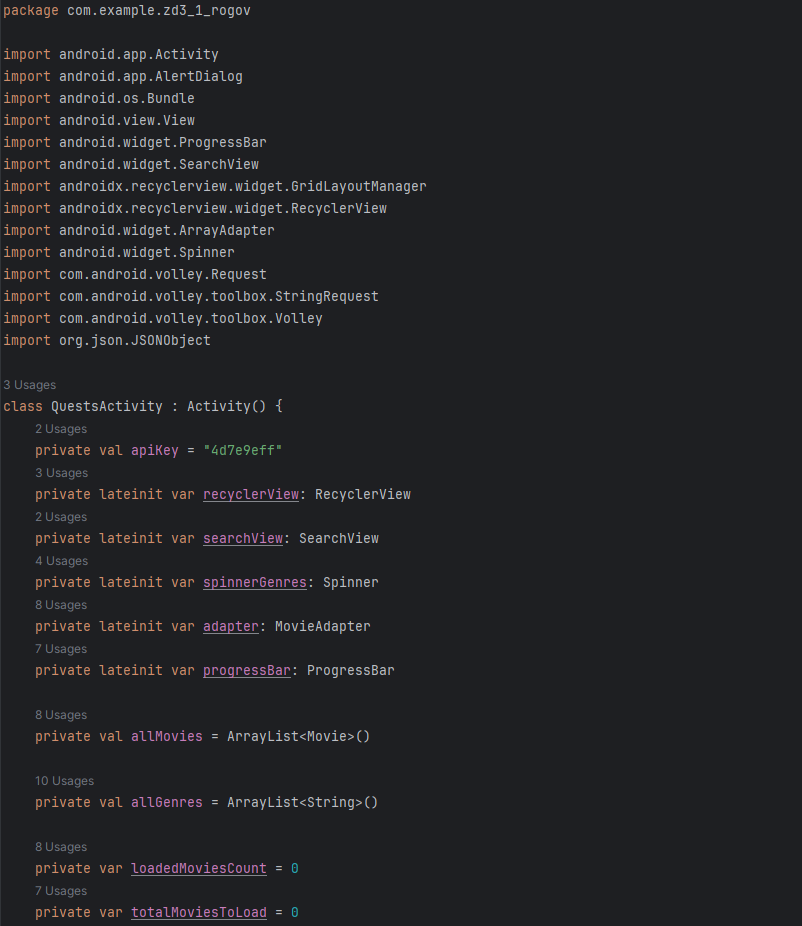 package com.example.zd3_1_rogov
import android.app.Activity
import android.app.AlertDialog
import android.os.Bundle
import android.view.View
import android.widget.ProgressBar
import android.widget.SearchView
import androidx.recyclerview.widget.GridLayoutManager
import androidx.recyclerview.widget.RecyclerView
import android.widget.ArrayAdapter
import android.widget.Spinner
import com.android.volley.Request
import com.android.volley.toolbox.StringRequest
import com.android.volley.toolbox.Volley
import org.json.JSONObject
3 Usages
class QuestsActivity : Activity() {
2 Usages
private val apiKey = "4d7e9eff"
3 Usages
private lateinit var recyclerView: RecyclerView
2 Usages
private lateinit var searchView: SearchView
4 Usages
private lateinit var spinnerGenres: Spinner
8 Usages
private lateinit var adapter: MovieAdapter
7 Usages
private lateinit var progressBar: ProgressBar
8 Usages
private val allMovies = ArrayList<Movie>()
10 Usages
private val allGenres = ArrayList<String>()
8 Usages
private var loadedMoviesCount = 0
7 Usages
private var totalMoviesToLoad = 0